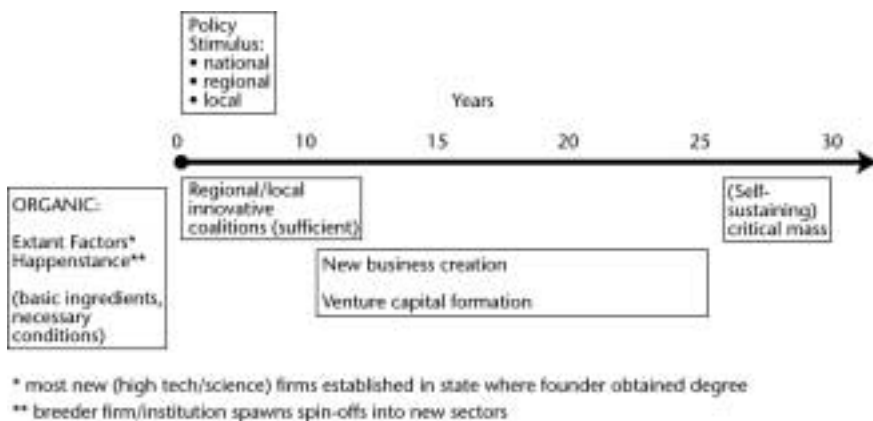 Policy
Stimulus:
• national
• regional
• local
Years
0 10 15 20 25 30
ORGANIC:
Extant Factors*
Happenstance**
(basic ingredients,
necessary
conditions)
Regional/local
innovative
coalitions (sufficient)
New business creation
Venture capital formation
(Self-
sustaining)
critical mass
* most new (high tech/science) firms established in state where founder obtained degree
** breeder firm/institution spawns spin-offs into new sectors